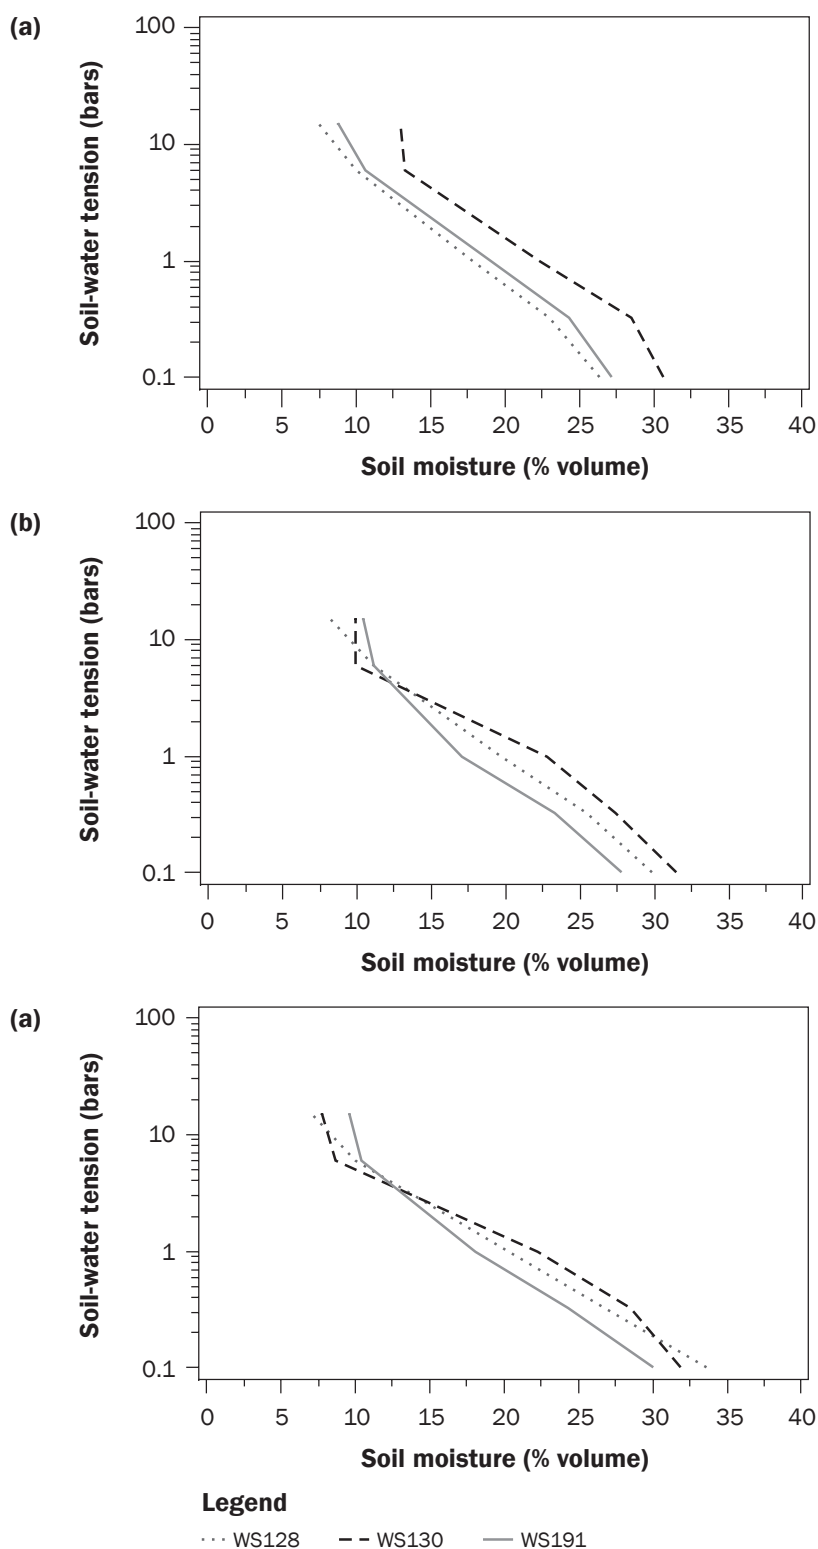 (a)
Soil-water tension (bars)
100
10
1
0.1
0 5 10 15 20 25 30 35 40
Soil moisture (% volume)
(b)
Soil-water tension (bars)
100
10
1
0.1
0 5 10 15 20 25 30 35 40
Soil moisture (% volume)
(a)
Soil-water tension (bars)
100
10
1
0.1
0 5 10 15 20 25 30 35 40
Soil moisture (% volume)
Legend
WS128 WS130 WS191